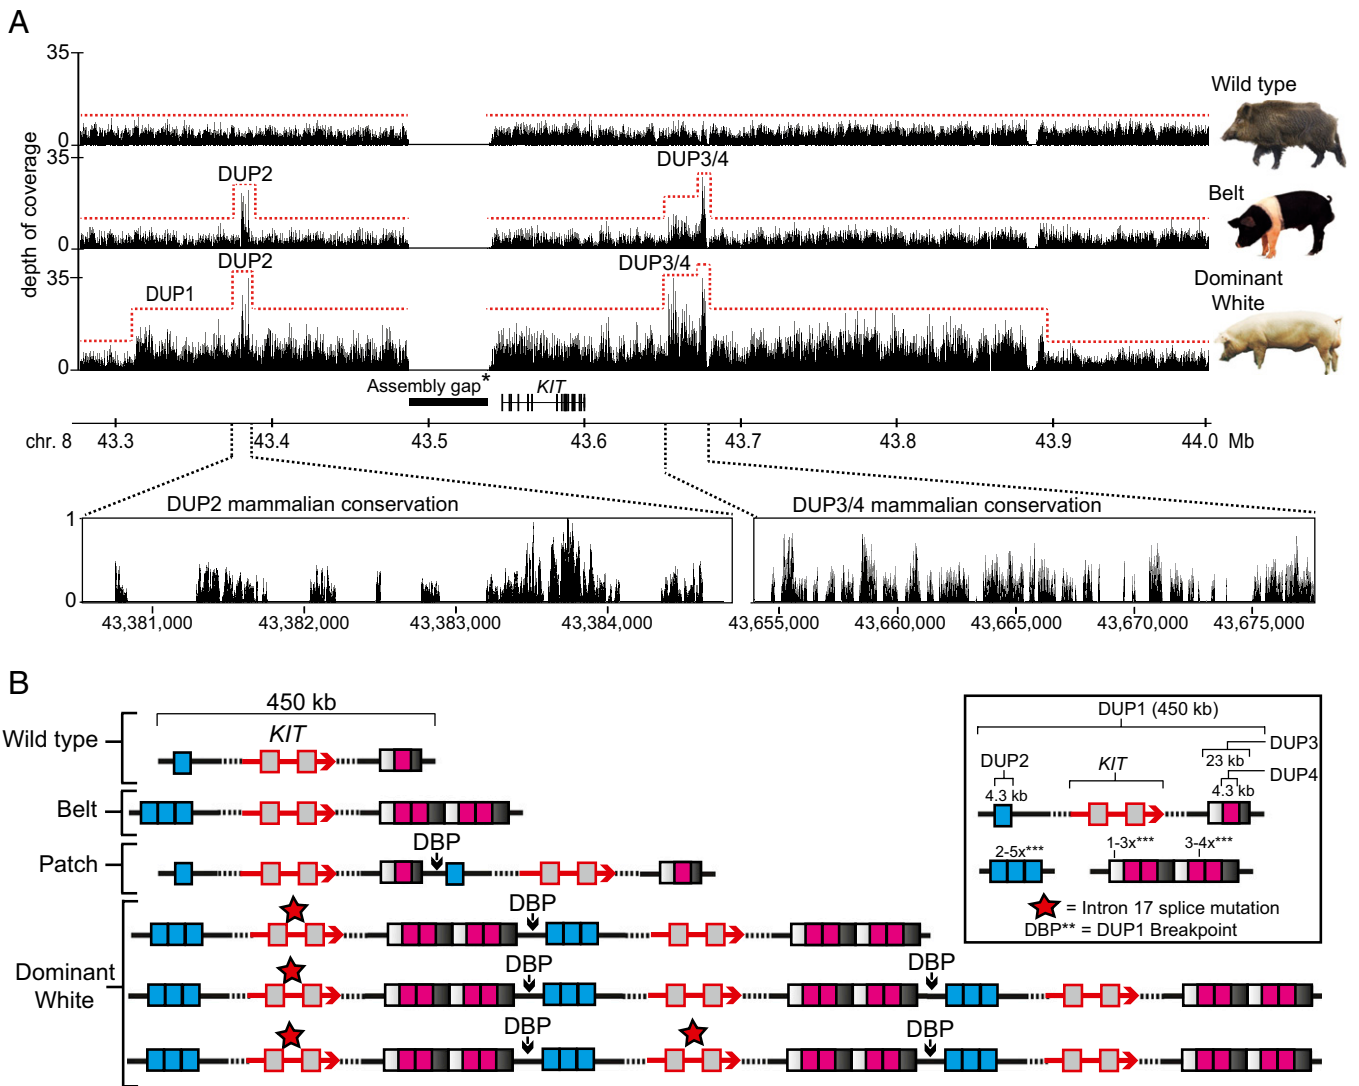 A
35
0
Wild type
depth of coverage
35
0
DUP2
DUP3/4
Belt
35
0
DUP1
DUP2
DUP3/4
Dominant
White
Assembly gap*
KIT
chr. 8
43.3
43.4
43.5
43.6
43.7
43.8
43.9
44.0
Mb
DUP2 mammalian conservation
DUP3/4 mammalian conservation
1
0
43,381,000
43,382,000
43,383,000
43,384,000
43,655,000
43,660,000
43,665,000
43,670,000
43,675,000
B
450 kb
KIT
Wild type
Belt
Patch
DBP
Dominant
White
DBP
DBP
DBP
DBP
DBP
DUP1 (450 kb)
DUP2
4.3 kb
KIT
DUP3
23 kb
DUP4
4.3 kb
2-5x***
1-3x***
3-4x***
= Intron 17 splice mutation
DBP** = DUP1 Breakpoint